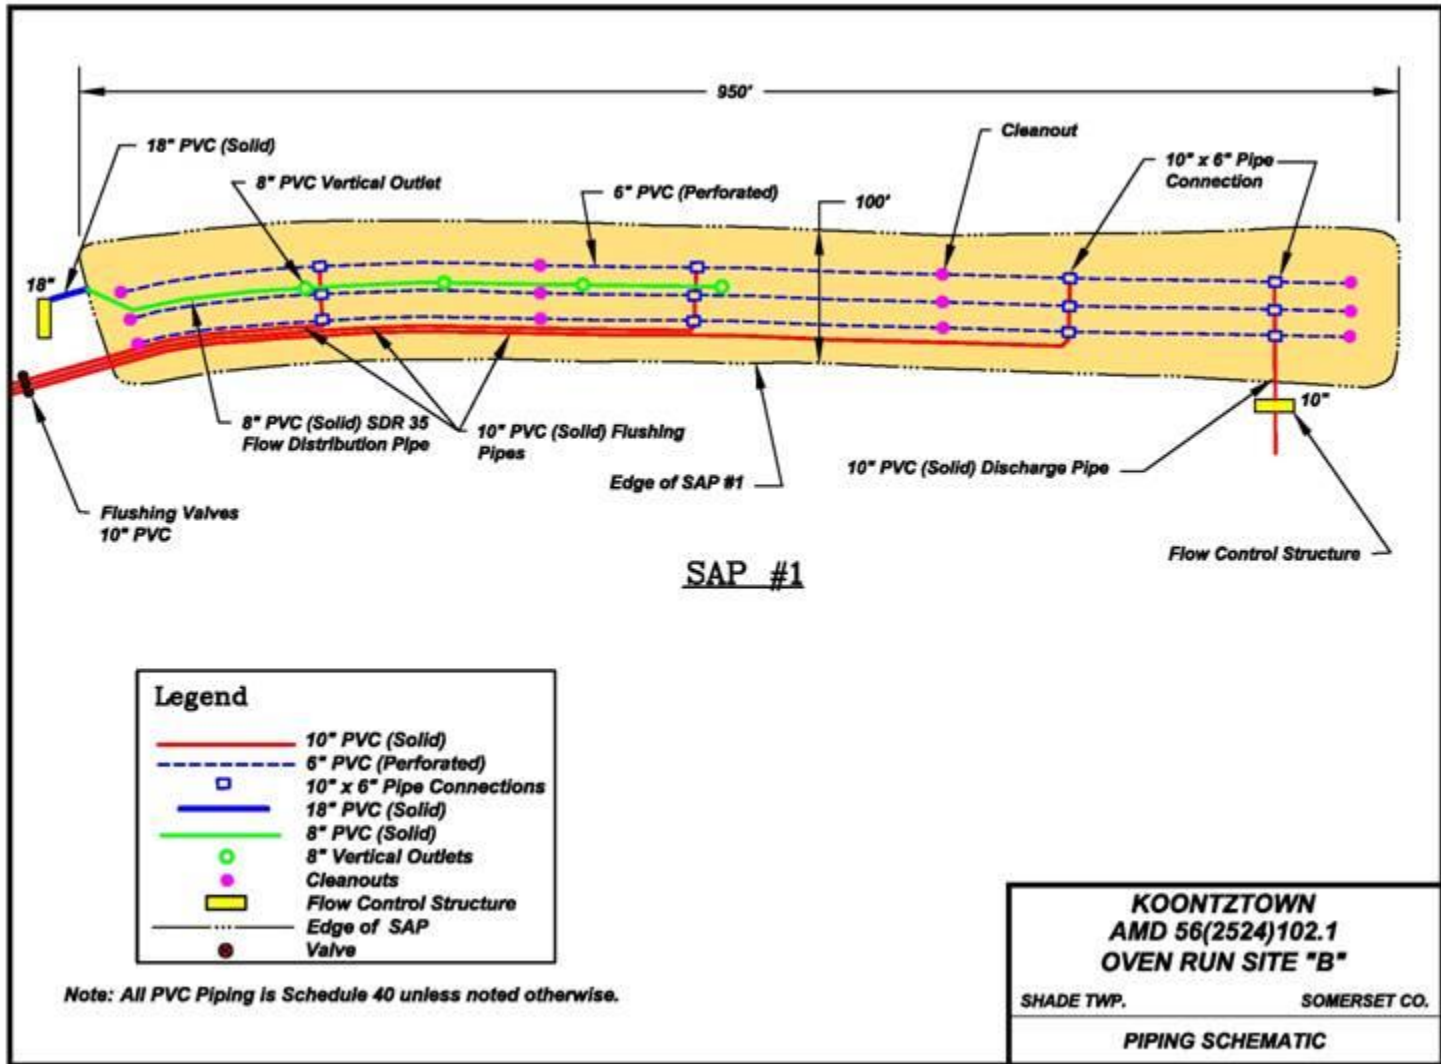 950'
18" PVC (Solid)
Cleanout
8" PVC Vertical Outlet
10" x 6" Pipe
Connection
6" PVC (Perforated)
100'
18"
8" PVC (Solid) SDR 35
Flow Distribution Pipe
10" PVC (Solid) Flushing
Pipes
10"
Edge of SAP #1
10" PVC (Solid) Discharge Pipe
Flushing Valves
10" PVC
Flow Control Structure
SAP #1
Legend
10" PVC (Solid)
6" PVC (Perforated)
10" x 6" Pipe Connections
18" PVC (Solid)
8" PVC (Solid)
8" Vertical Outlets
Cleanouts
Flow Control Structure
Edge of SAP
Valve
Note: All PVC Piping is Schedule 40 unless noted otherwise.
KOONTZTOWN
AMD 56(2524)102.1
OVEN RUN SITE "B"
SHADE TWP. SOMERSET CO.
PIPING SCHEMATIC